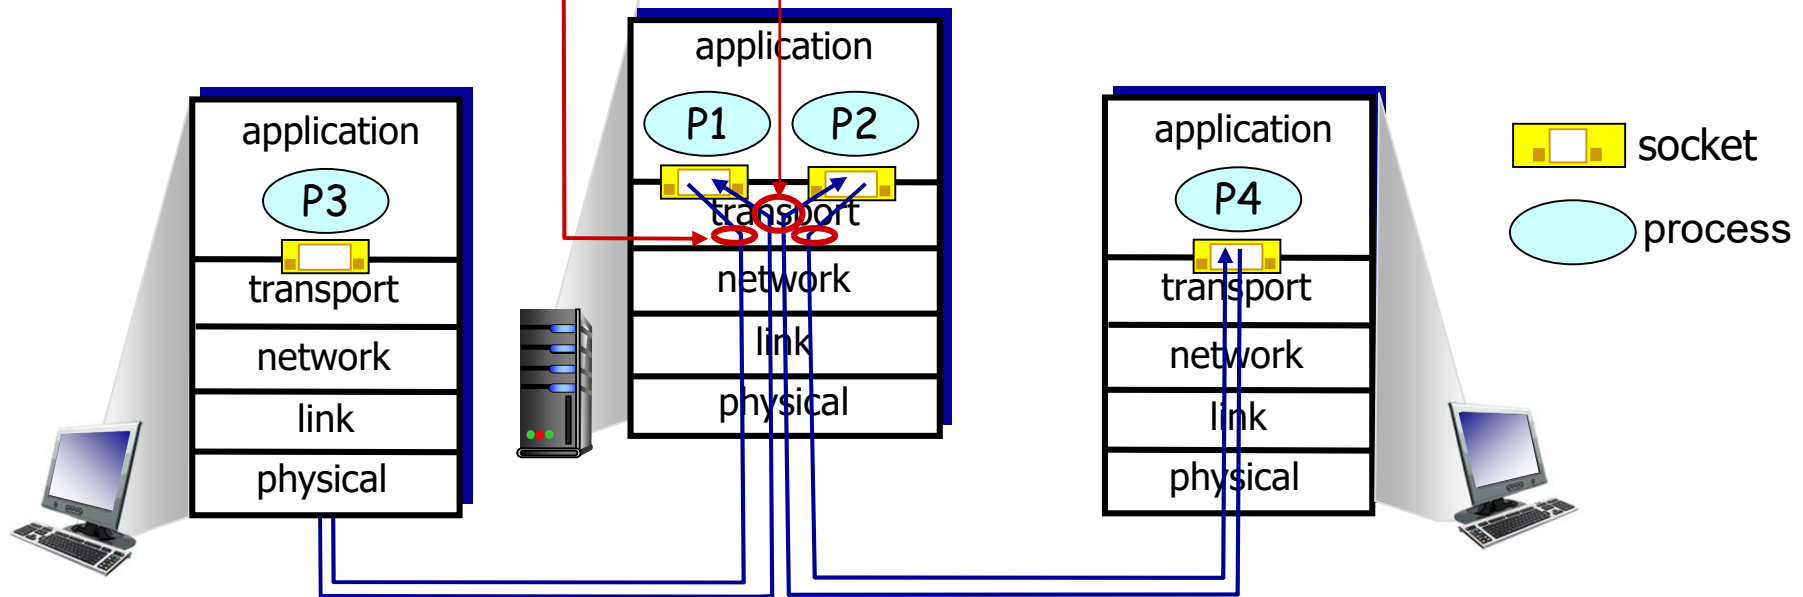 application
P3
transport
network
link
physical
application
P1
P2
transport
network
link
physical
application
P4
transport
network
link
physical
socket
process